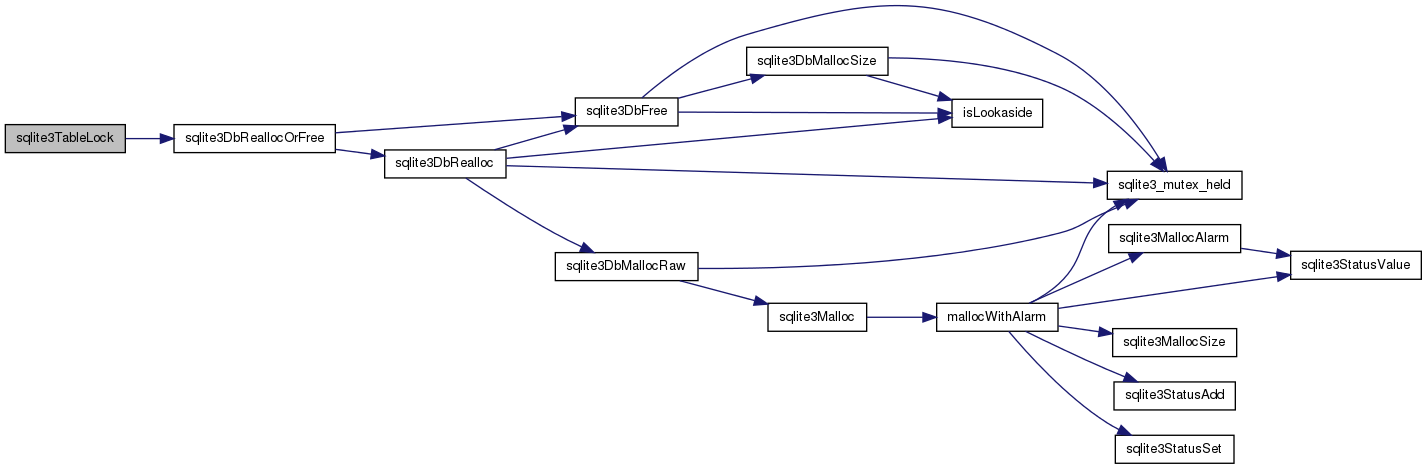 sqlite3TableLock
sqlite3DbReallocOrFree
sqlite3DbFree
sqlite3DbRealloc
sqlite3DbMallocSize
isLookaside
sqlite3_mutex_held
sqlite3DbMallocRaw
sqlite3Malloc
mallocWithAlarm
sqlite3MallocAlarm
sqlite3StatusValue
sqlite3MallocSize
sqlite3StatusAdd
sqlite3StatusSet